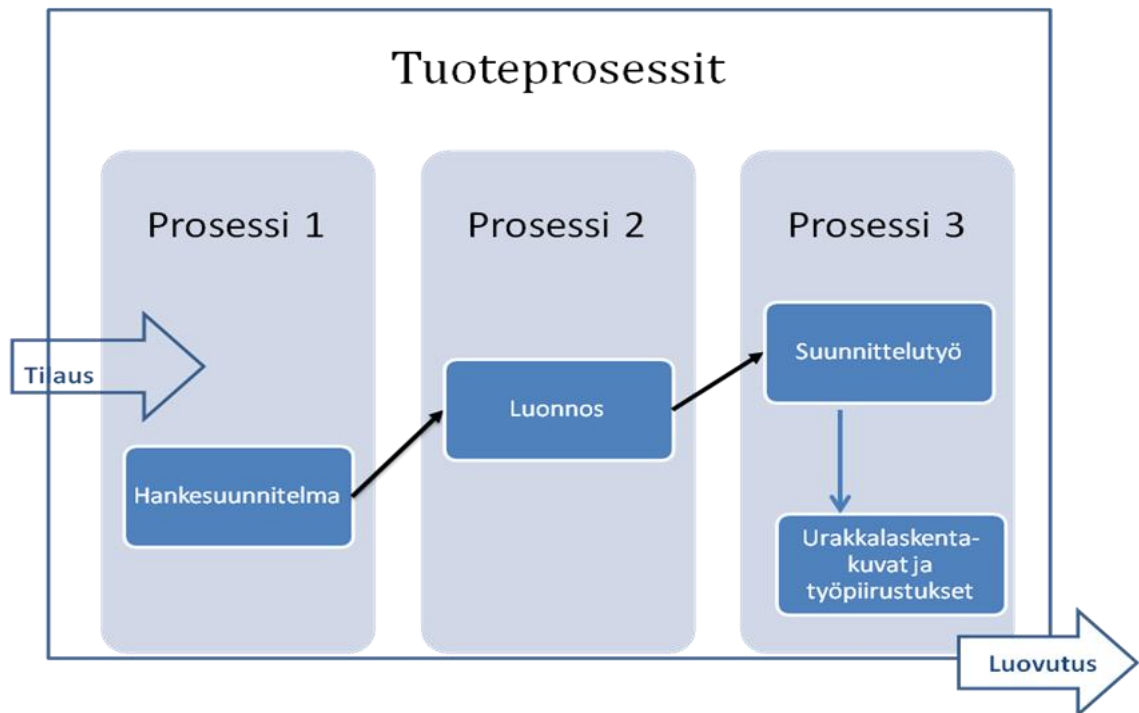 Tuoteprosessit
Prosessi 1
Prosessi 2
Prosessi 3
Tilaus
Hankesuunnitelma
Luonnos
Suunnittelutyö
Urakkalaskenta-
kuvat ja
työpiirustukset
Luovutus